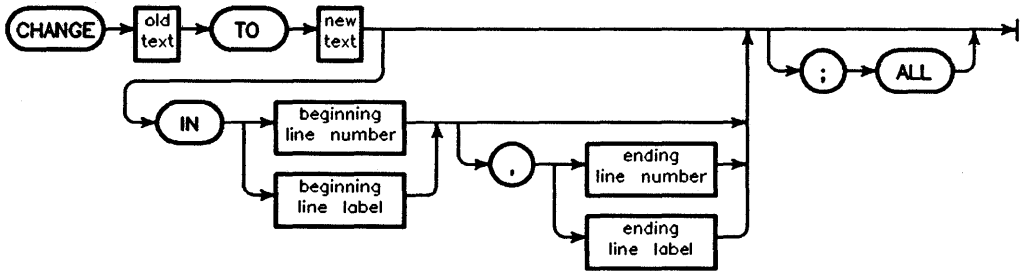 CHANGE
old
text
TO
new
text
;
ALL
IN
beginning
line number
,
ending
line number
beginning
line label
ending
line label